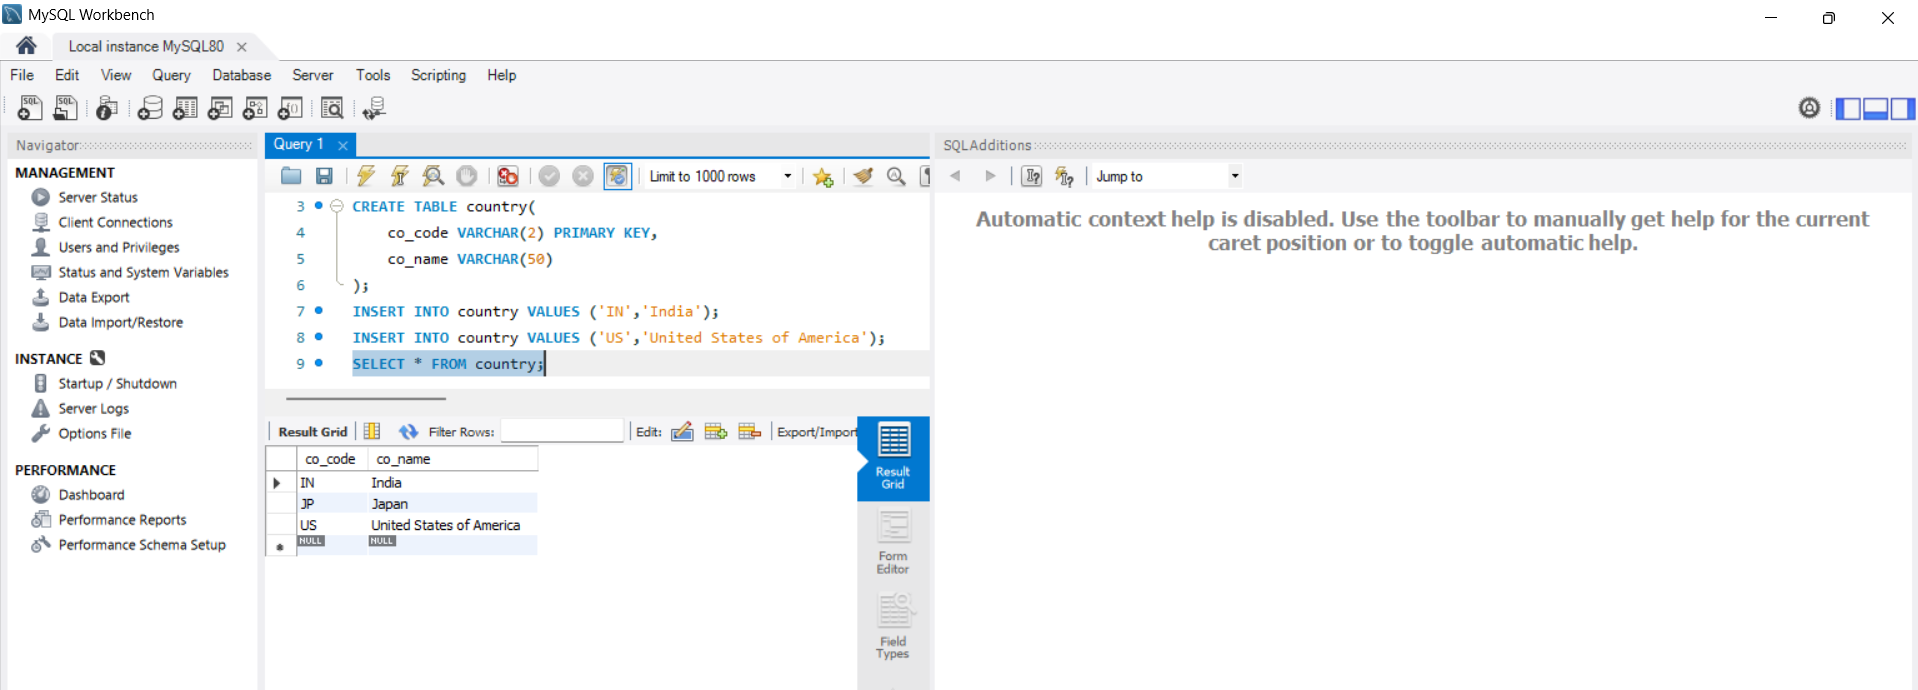 MySQL Workbench
Local instance MySQL80
File Edit View Query Database Server Tools Scripting Help
Navigator
MANAGEMENT
Server Status
Client Connections
Users and Privileges
Status and System Variables
Data Export
Data Import/Restore
INSTANCE
Startup / Shutdown
Server Logs
Options File
PERFORMANCE
Dashboard
Performance Reports
Performance Schema Setup
Query 1
Limit to 1000 rows
3 CREATE TABLE country(
4 co_code VARCHAR(2) PRIMARY KEY,
5 co_name VARCHAR(50)
6 );
7 INSERT INTO country VALUES ('IN','India');
8 INSERT INTO country VALUES ('US','United States of America');
9 SELECT * FROM country;
Result Grid Filter Rows: Edit: Export/Import
co_code co_name
IN India
JP Japan
US United States of America
NULL NULL
Result
Grid
Form
Editor
Field
Types
SQLAdditions
Jump to
Automatic context help is disabled. Use the toolbar to manually get help for the current
caret position or to toggle automatic help.